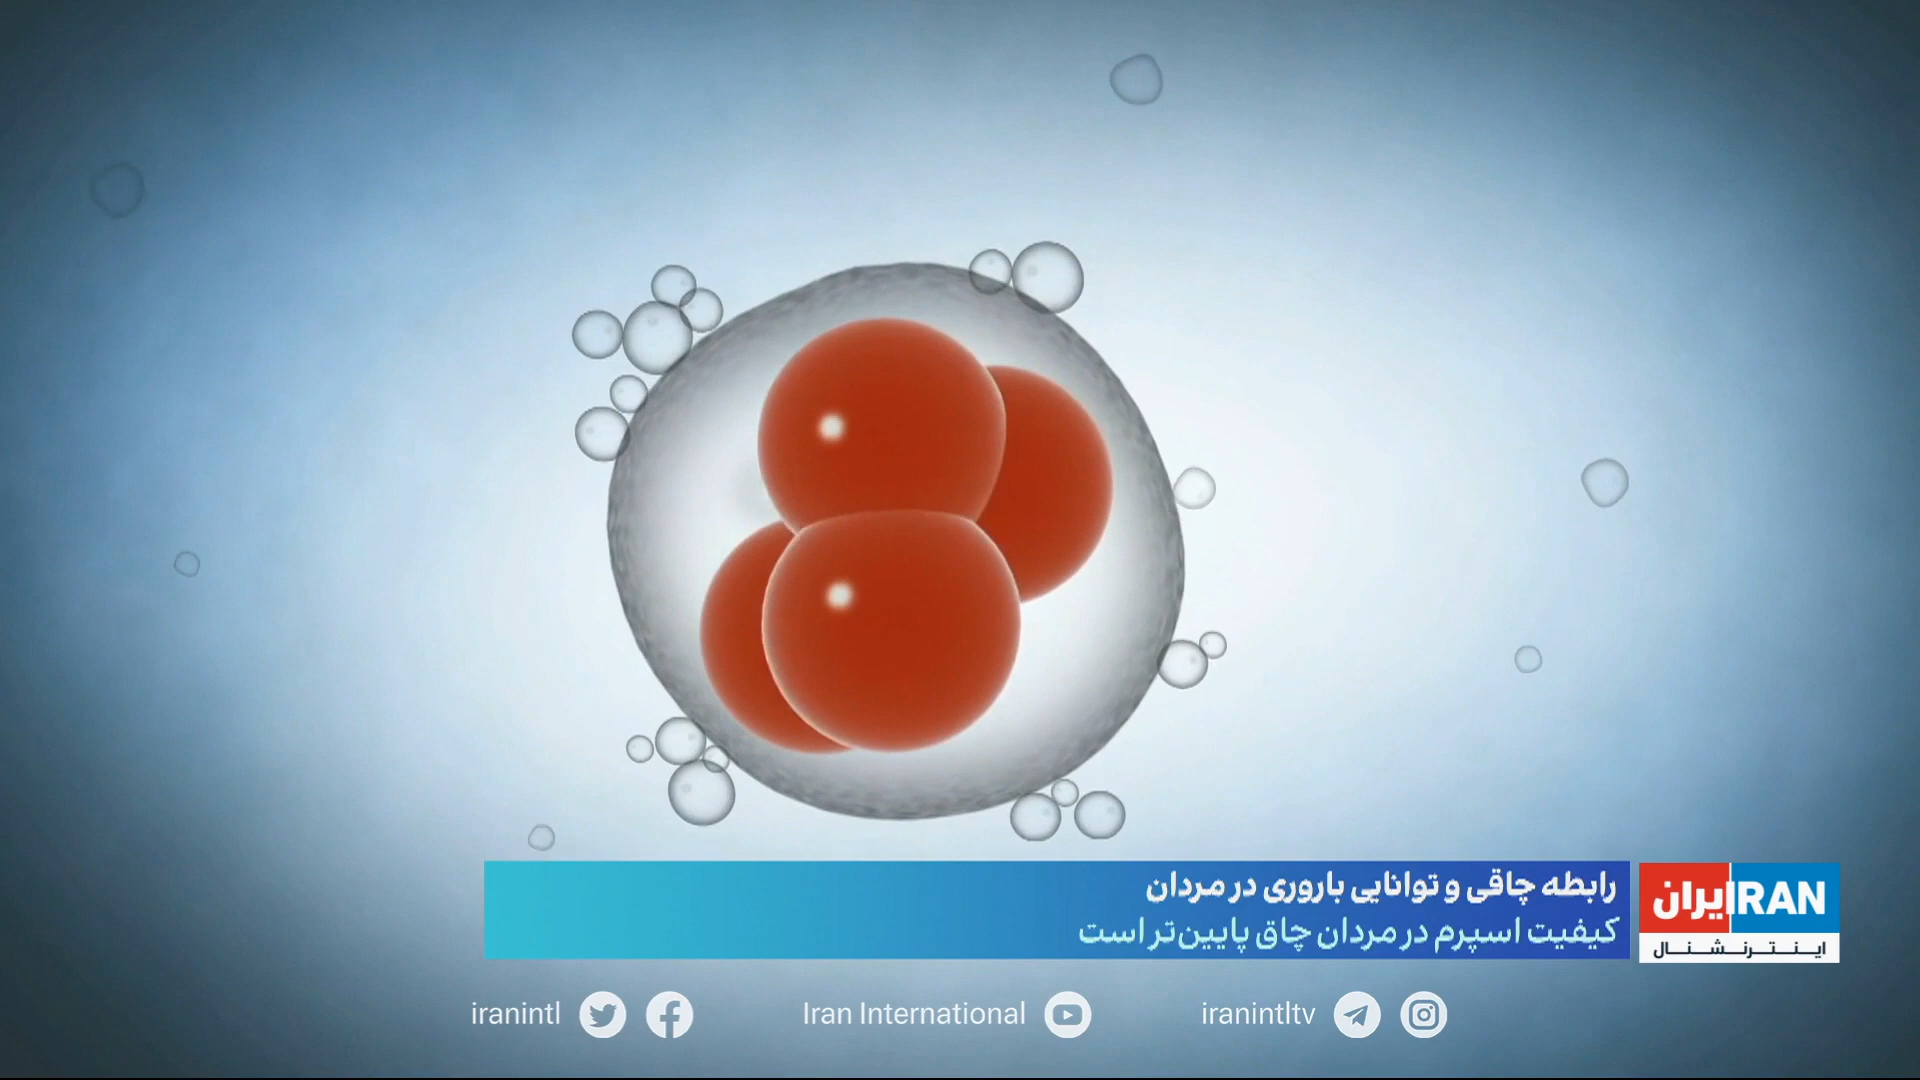 رابطه چاقی و توانایی باروری در مردان
کیفیت اسپرم در مردان چاق پایین‌تر است
IRAN ایران
اینترنشنال
iranintl
Iran International
iranintltv